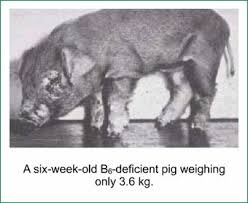 A six-week-old B₆-deficient pig weighing
only 3.6 kg.